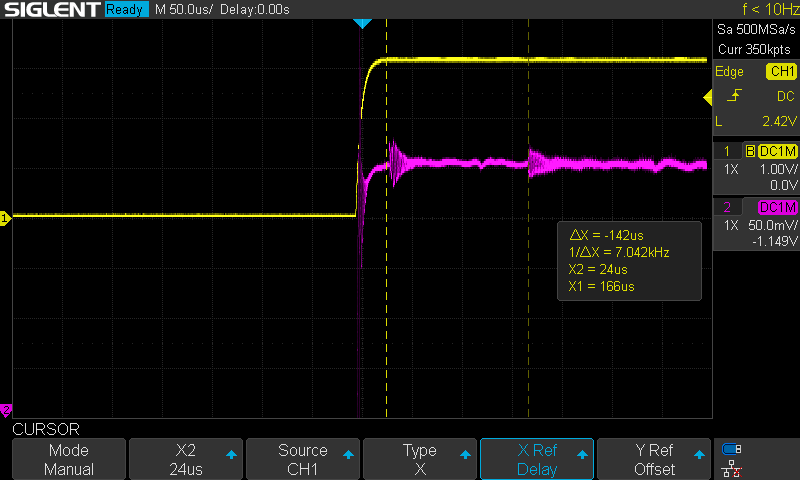 SIGLENT Ready M 50.0us/ Delay:0.00s f < 10Hz
Sa 500MSa/s
Curr 350kpts
Edge CH1
DC
L 2.42V
1 B DC1M
1X 1.00V/
0.0V
2 DC1M
1X 50.0mV/
-1.149V
1
2
ΔX = -142us
1/ΔX = 7.042kHz
X2 = 24us
X1 = 166us
CURSOR
Mode
Manual
X2
24us
Source
CH1
Type
X
X Ref
Delay
Y Ref
Offset